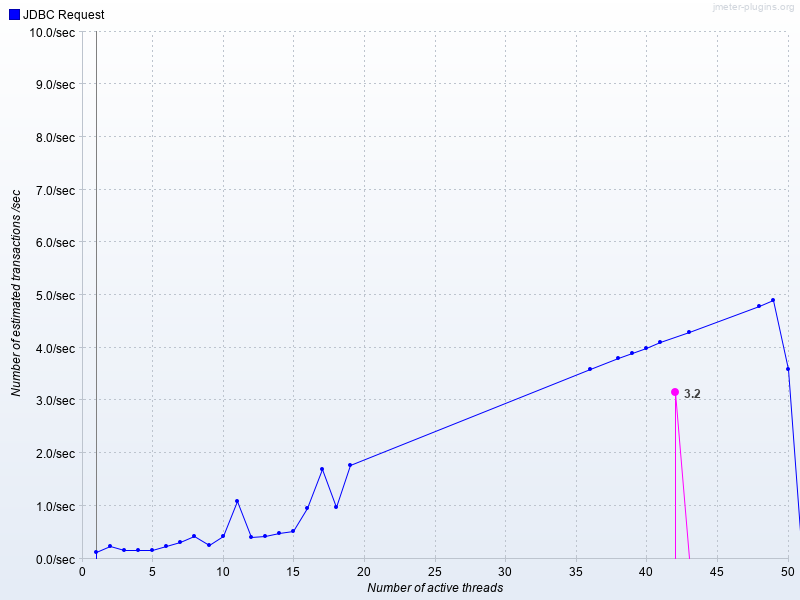 jmeter-plugins.org
JDBC Request
10.0/sec
9.0/sec
8.0/sec
7.0/sec
6.0/sec
5.0/sec
4.0/sec
3.0/sec
2.0/sec
1.0/sec
0.0/sec
Number of estimated transactions /sec
3.2
0 5 10 15 20 25 30 35 40 45 50
Number of active threads